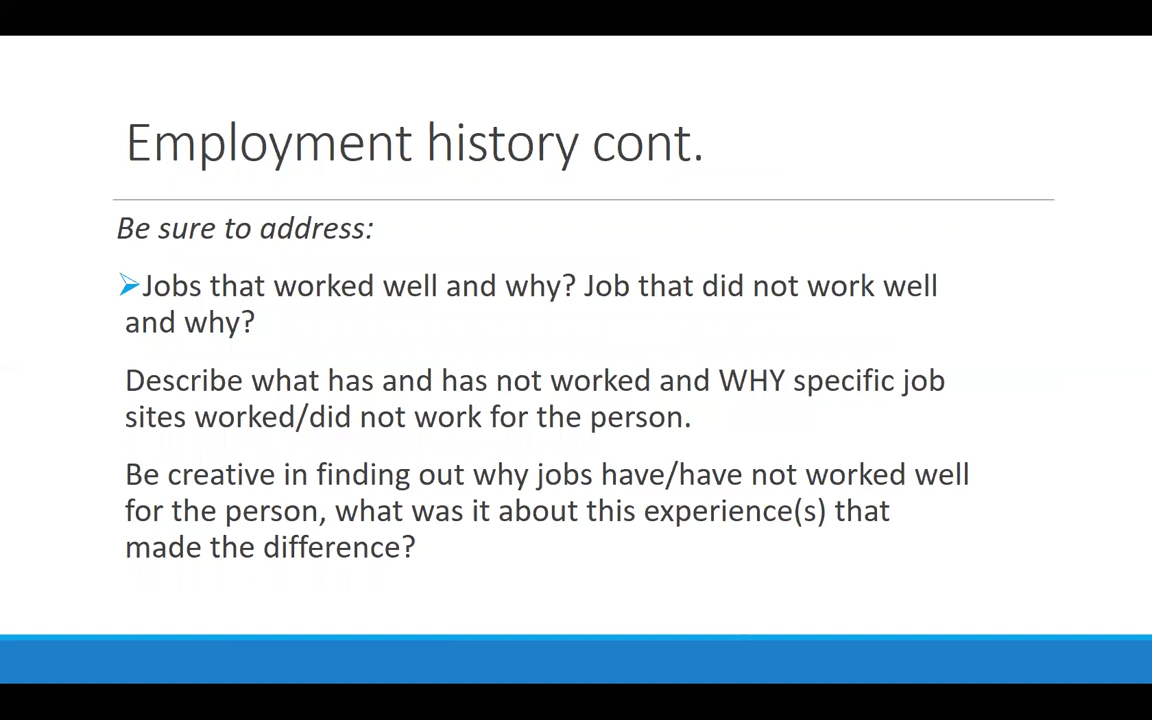 Employment history cont.
Be sure to address:
➢Jobs that worked well and why? Job that did not work well
and why?
Describe what has and has not worked and WHY specific job
sites worked/did not work for the person.
Be creative in finding out why jobs have/have not worked well
for the person, what was it about this experience(s) that
made the difference?